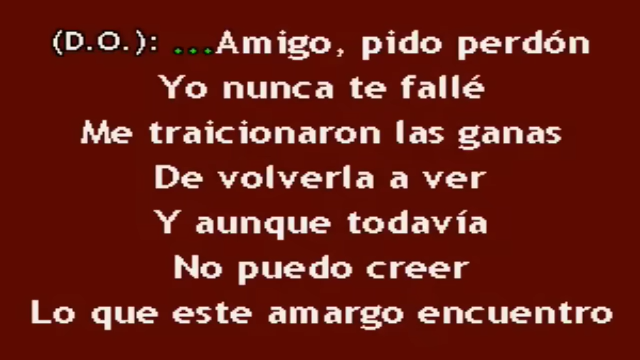 (D.O.): ...Amigo, pido perdón
Yo nunca te fallé
Me traicionaron las ganas
De volverla a ver
Y aunque todavía
No puedo creer
Lo que este amargo encuentro